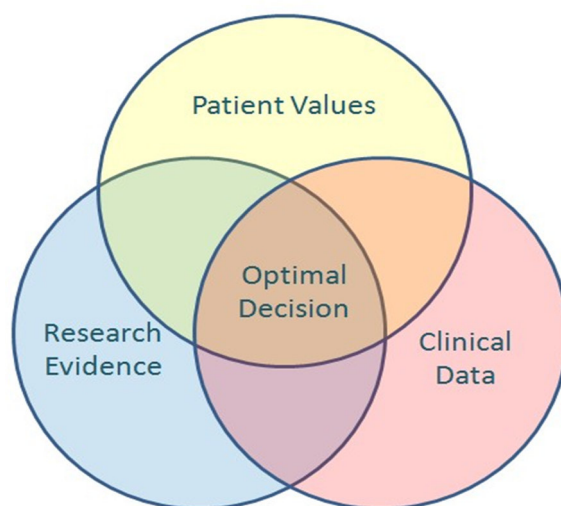 Patient Values
Optimal
Decision
Research
Evidence
Clinical
Data